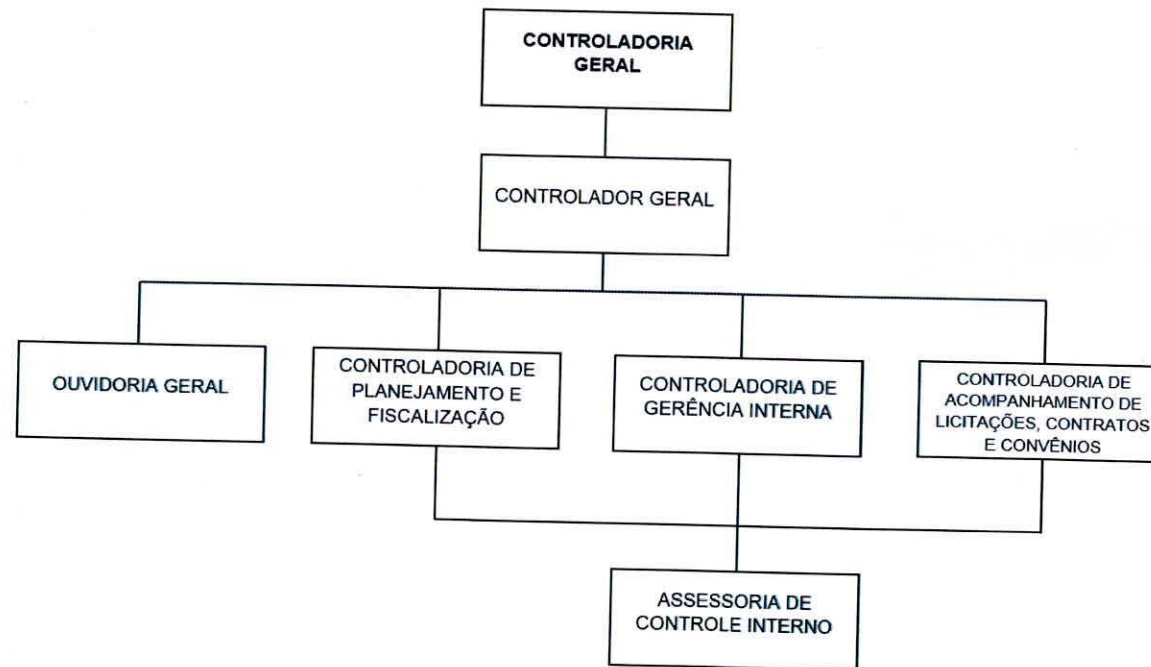 CONTROLADORIA
GERAL
CONTROLADOR GERAL
OUVIDORIA GERAL
CONTROLADORIA DE
PLANEJAMENTO E
FISCALIZAÇÃO
CONTROLADORIA DE
GERÊNCIA INTERNA
CONTROLADORIA DE
ACOMPANHAMENTO DE
LICITAÇÕES, CONTRATOS
E CONVÊNIOS
ASSESSORIA DE
CONTROLE INTERNO